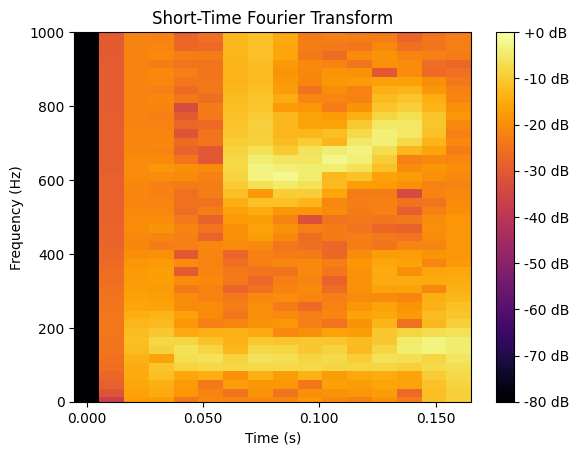 Short-Time Fourier Transform
Frequency (Hz)
1000
800
600
400
200
0
0.000
0.050
0.100
0.150
Time (s)
+0 dB
-10 dB
-20 dB
-30 dB
-40 dB
-50 dB
-60 dB
-70 dB
-80 dB